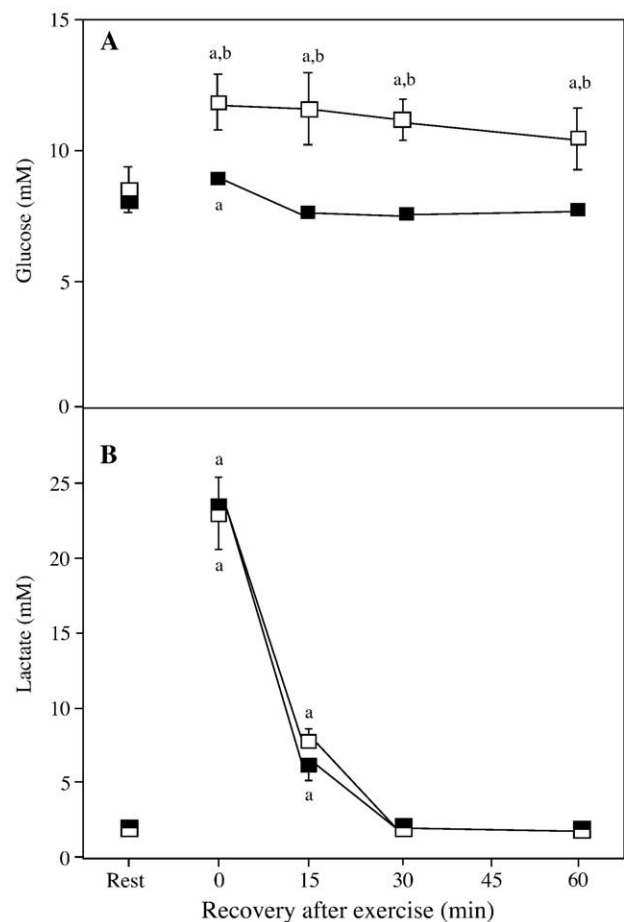 15
A
a,b
a,b
a,b
a,b
10
a
5
0
Glucose (mM)
B
a
25
a
20
15
10
a
5
a
0
Lactate (mM)
Rest 0 15 30 45 60
Recovery after exercise (min)